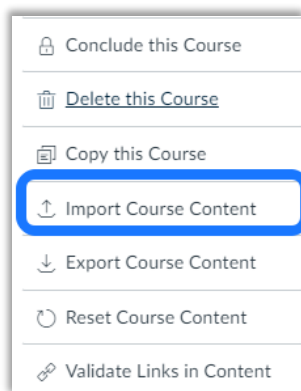 Conclude this Course
Delete this Course
Copy this Course
Import Course Content
Export Course Content
Reset Course Content
Validate Links in Content